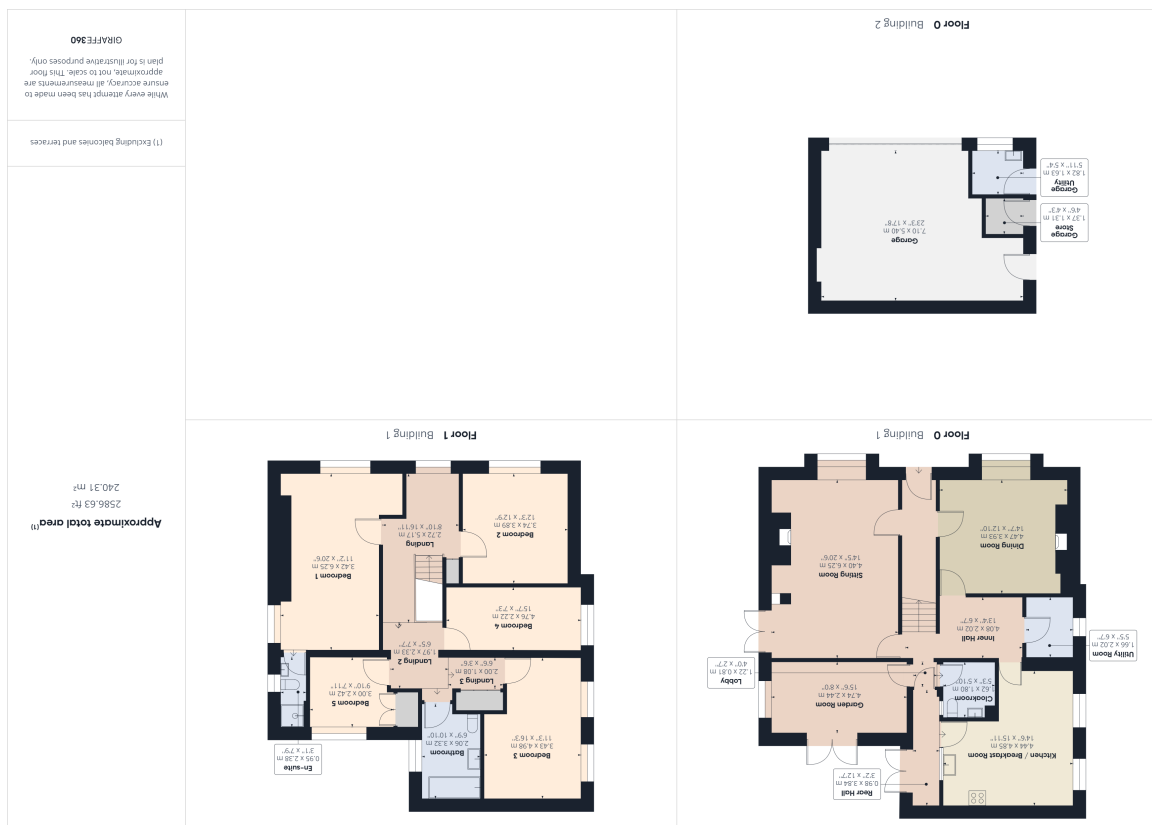 Kitchen / Breakfast Room
4.44 x 4.85 m
14'6" x 15'11"
Rear Hall
0.98 x 3.84 m
3'2" x 12'7"
Cloakroom
1.62 x 1.80 m
5'3" x 5'10"
Garden Room
4.74 x 2.44 m
15'6" x 8'0"
Lobby
1.22 x 0.81 m
4'0" x 2'7"
Utility Room
1.66 x 2.02 m
5'5" x 6'7"
Inner Hall
4.08 x 2.02 m
13'4" x 6'7"
Dining Room
4.47 x 3.93 m
14'7" x 12'10"
Sitting Room
4.40 x 6.25 m
14'5" x 20'6"
Floor 0 Building 1
Bedroom 3
3.43 x 4.98 m
11'3" x 16'3"
Bathroom
2.06 x 3.32 m
6'9" x 10'10"
En-suite
0.95 x 2.38 m
3'1" x 7'9"
Bedroom 5
3.00 x 2.42 m
9'10" x 7'11"
Landing 3
2.00 x 1.08 m
6'6" x 3'6"
Landing 2
1.97 x 2.33 m
6'5" x 7'7"
Bedroom 4
4.76 x 2.22 m
15'7" x 7'3"
Bedroom 1
3.42 x 6.25 m
11'2" x 20'6"
Landing
2.72 x 5.17 m
8'10" x 16'11"
Bedroom 2
3.74 x 3.89 m
12'3" x 12'9"
Floor 1 Building 1
Garage
7.10 x 5.40 m
23'3" x 17'8"
Garage
Store
1.37 x 1.31 m
4'6" x 4'3"
Garage
Utility
1.82 x 1.63 m
5'11" x 5'4"
Floor 0 Building 2
Approximate total area(1)
2586.63 ft²
240.31 m²
(1) Excluding balconies and terraces
While every attempt has been made to
ensure accuracy, all measurements are
approximate, not to scale. This floor
plan is for illustrative purposes only.
GIRAFFE360